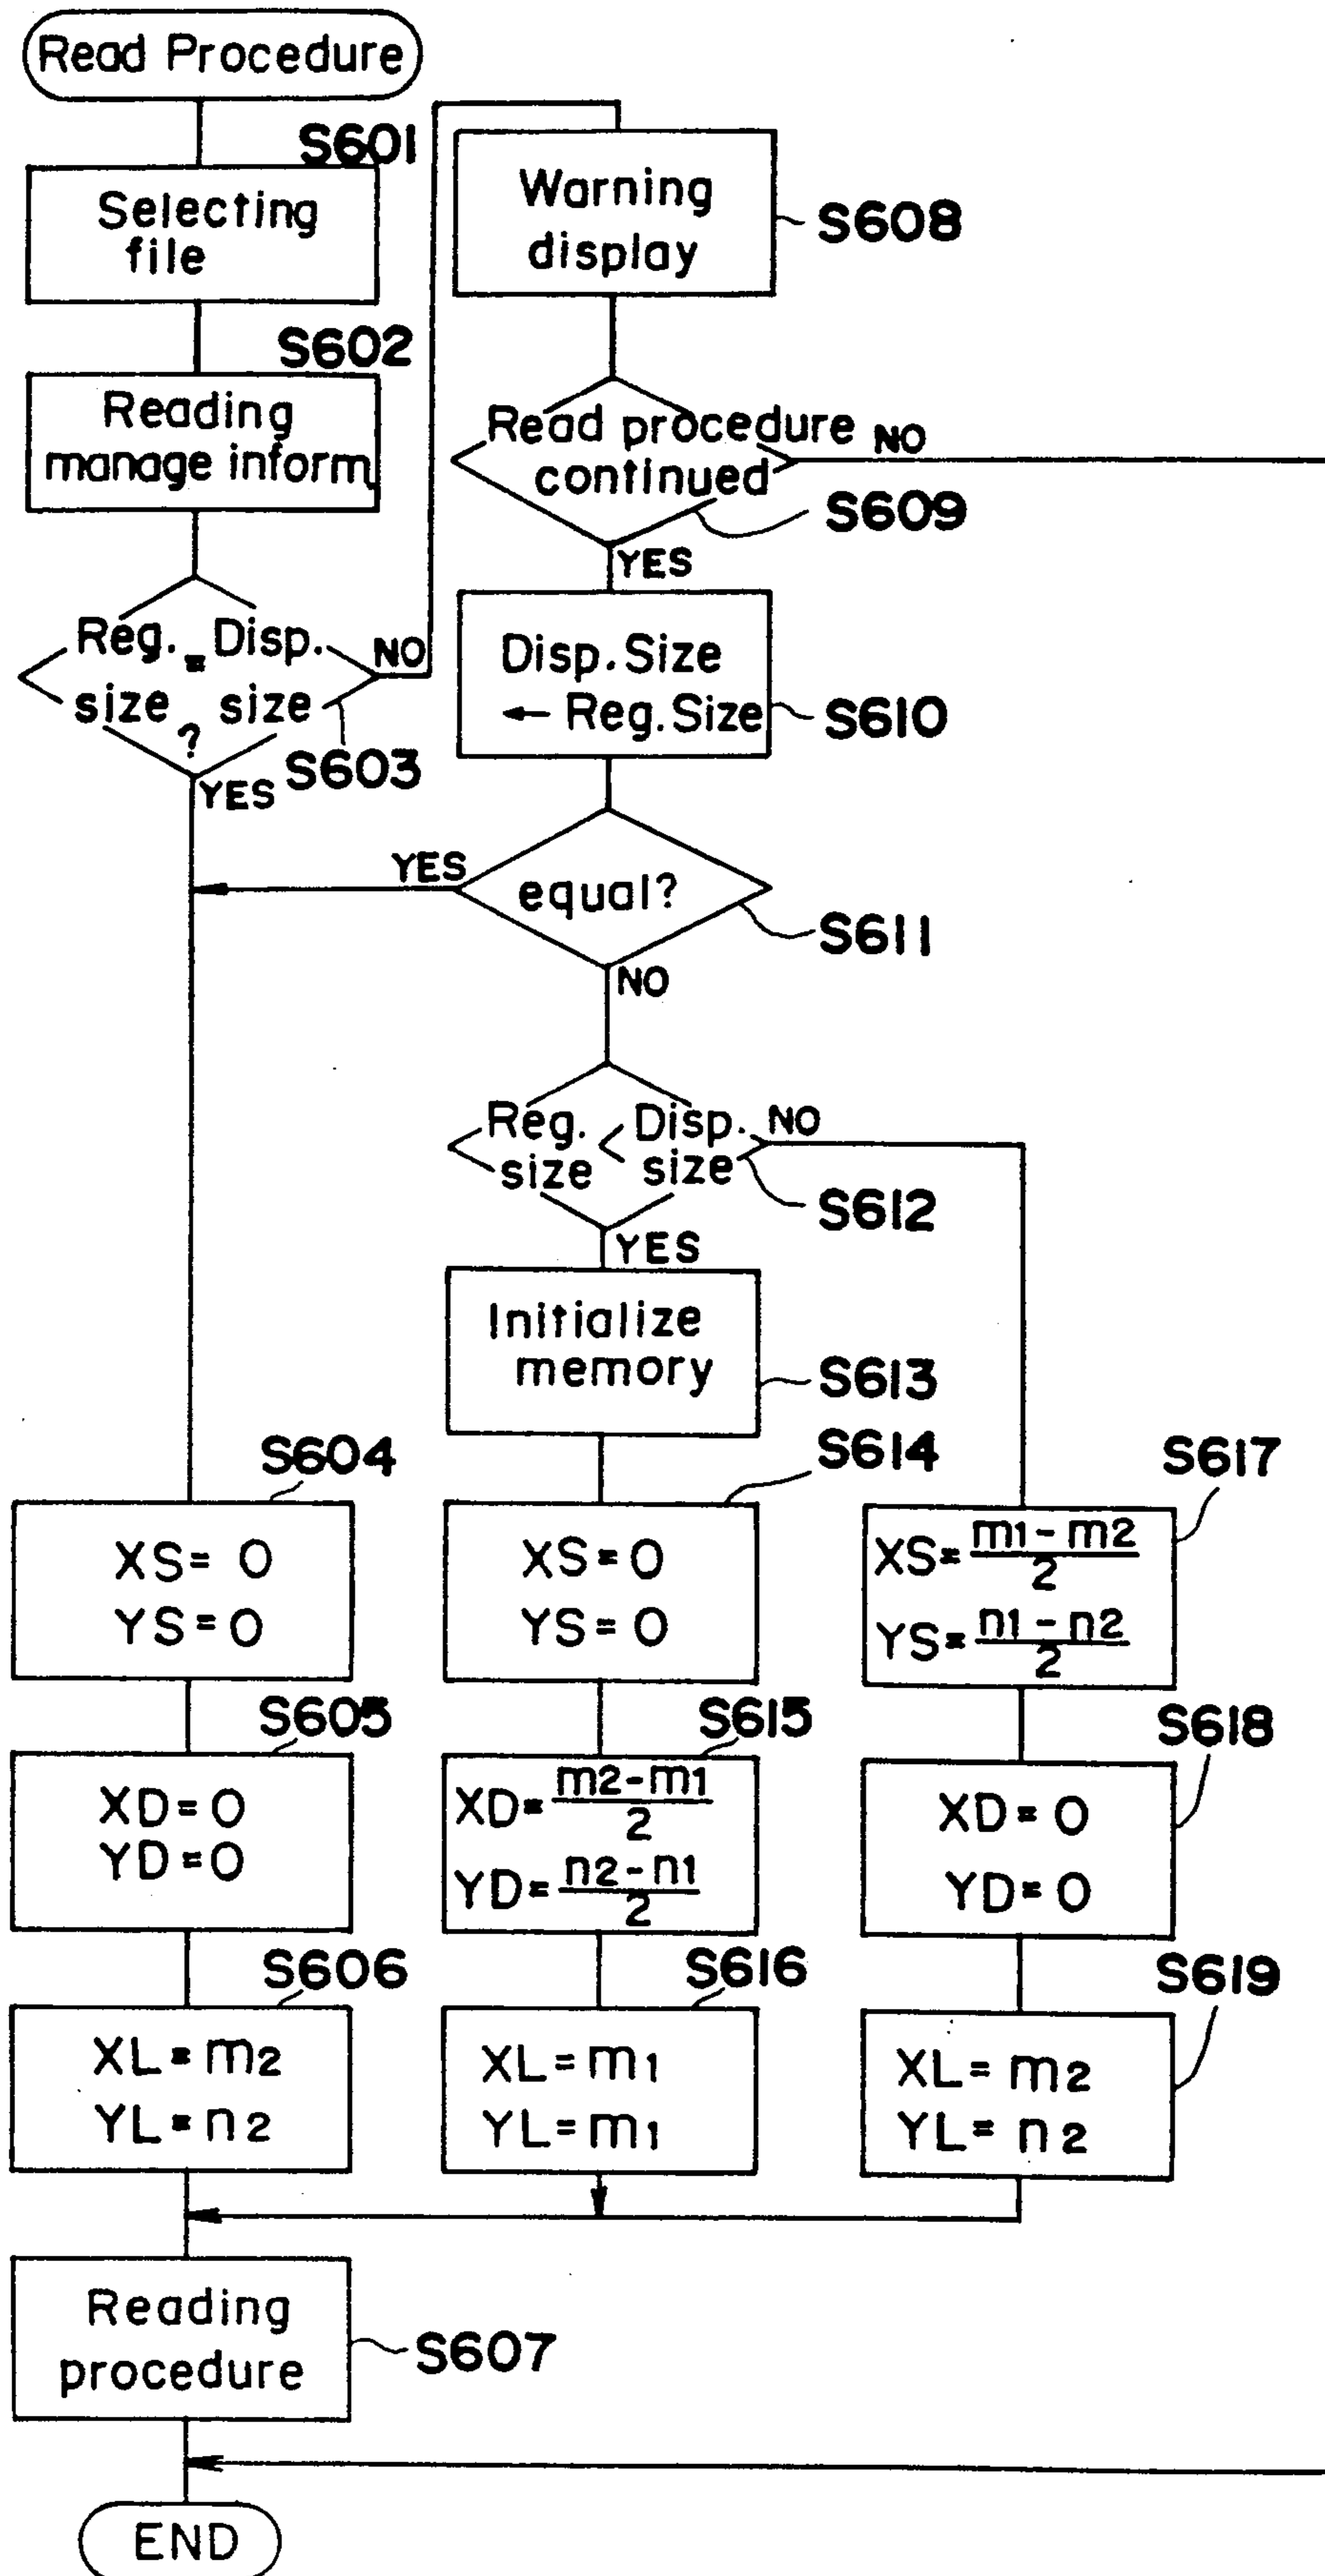 Read Procedure
S601
Selecting
file
S602
Reading
manage inform.
Reg. = Disp.
size size
?
NO
S603
YES
Warning
display
S608
Read procedure
continued
NO
S609
YES
Disp. Size
← Reg. Size
S610
YES
equal?
S611
NO
Reg. < Disp.
size size
NO
S612
YES
Initialize
memory
S613
S604
XS = 0
YS = 0
S605
XD = 0
YD = 0
S606
XL = m2
YL = n2
S614
XS = 0
YS = 0
S615
XD = m2 - m1
2
YD = n2 - n1
2
S616
XL = m1
YL = m1
S617
XS = m1 - m2
2
YS = n1 - n2
2
S618
XD = 0
YD = 0
S619
XL = m2
YL = n2
Reading
procedure
S607
END